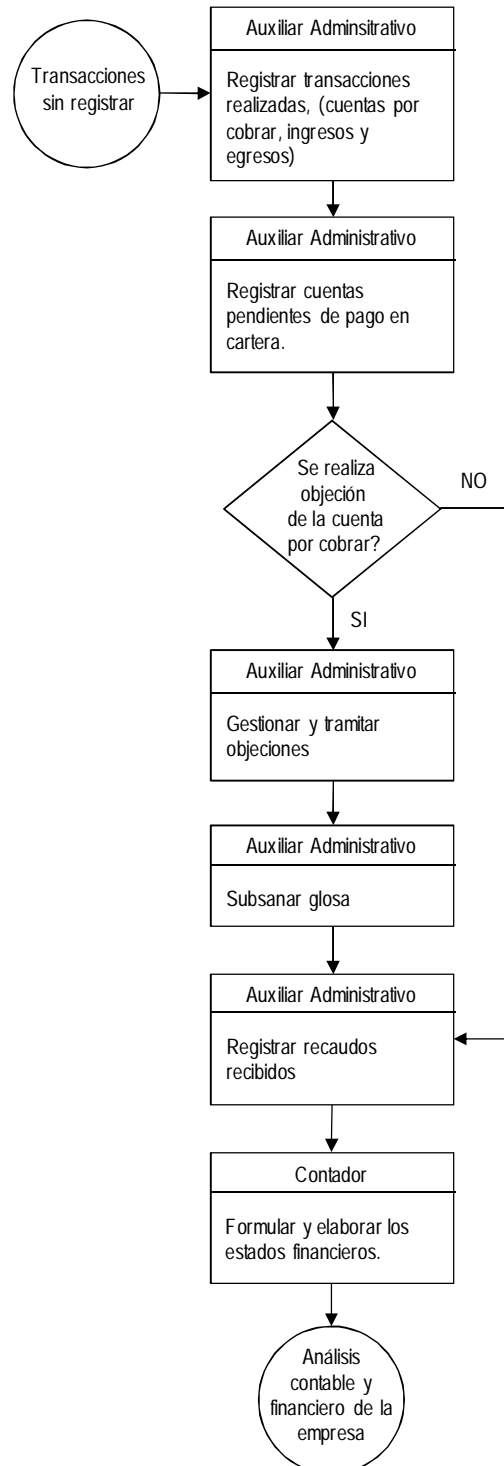 Auxiliar Adminsitrativo
Transacciones
sin registrar
Registrar transacciones
realizadas, (cuentas por
cobrar, ingresos y
egresos)
Auxiliar Administrativo
Registrar cuentas
pendientes de pago en
cartera.
Se realiza
objeción
de la cuenta
por cobrar?
NO
SI
Auxiliar Administrativo
Gestionar y tramitar
objeciones
Auxiliar Administrativo
Subsanar glosa
Auxiliar Administrativo
Registrar recaudos
recibidos
Contador
Formular y elaborar los
estados financieros.
Análisis
contable y
financiero de la
empresa